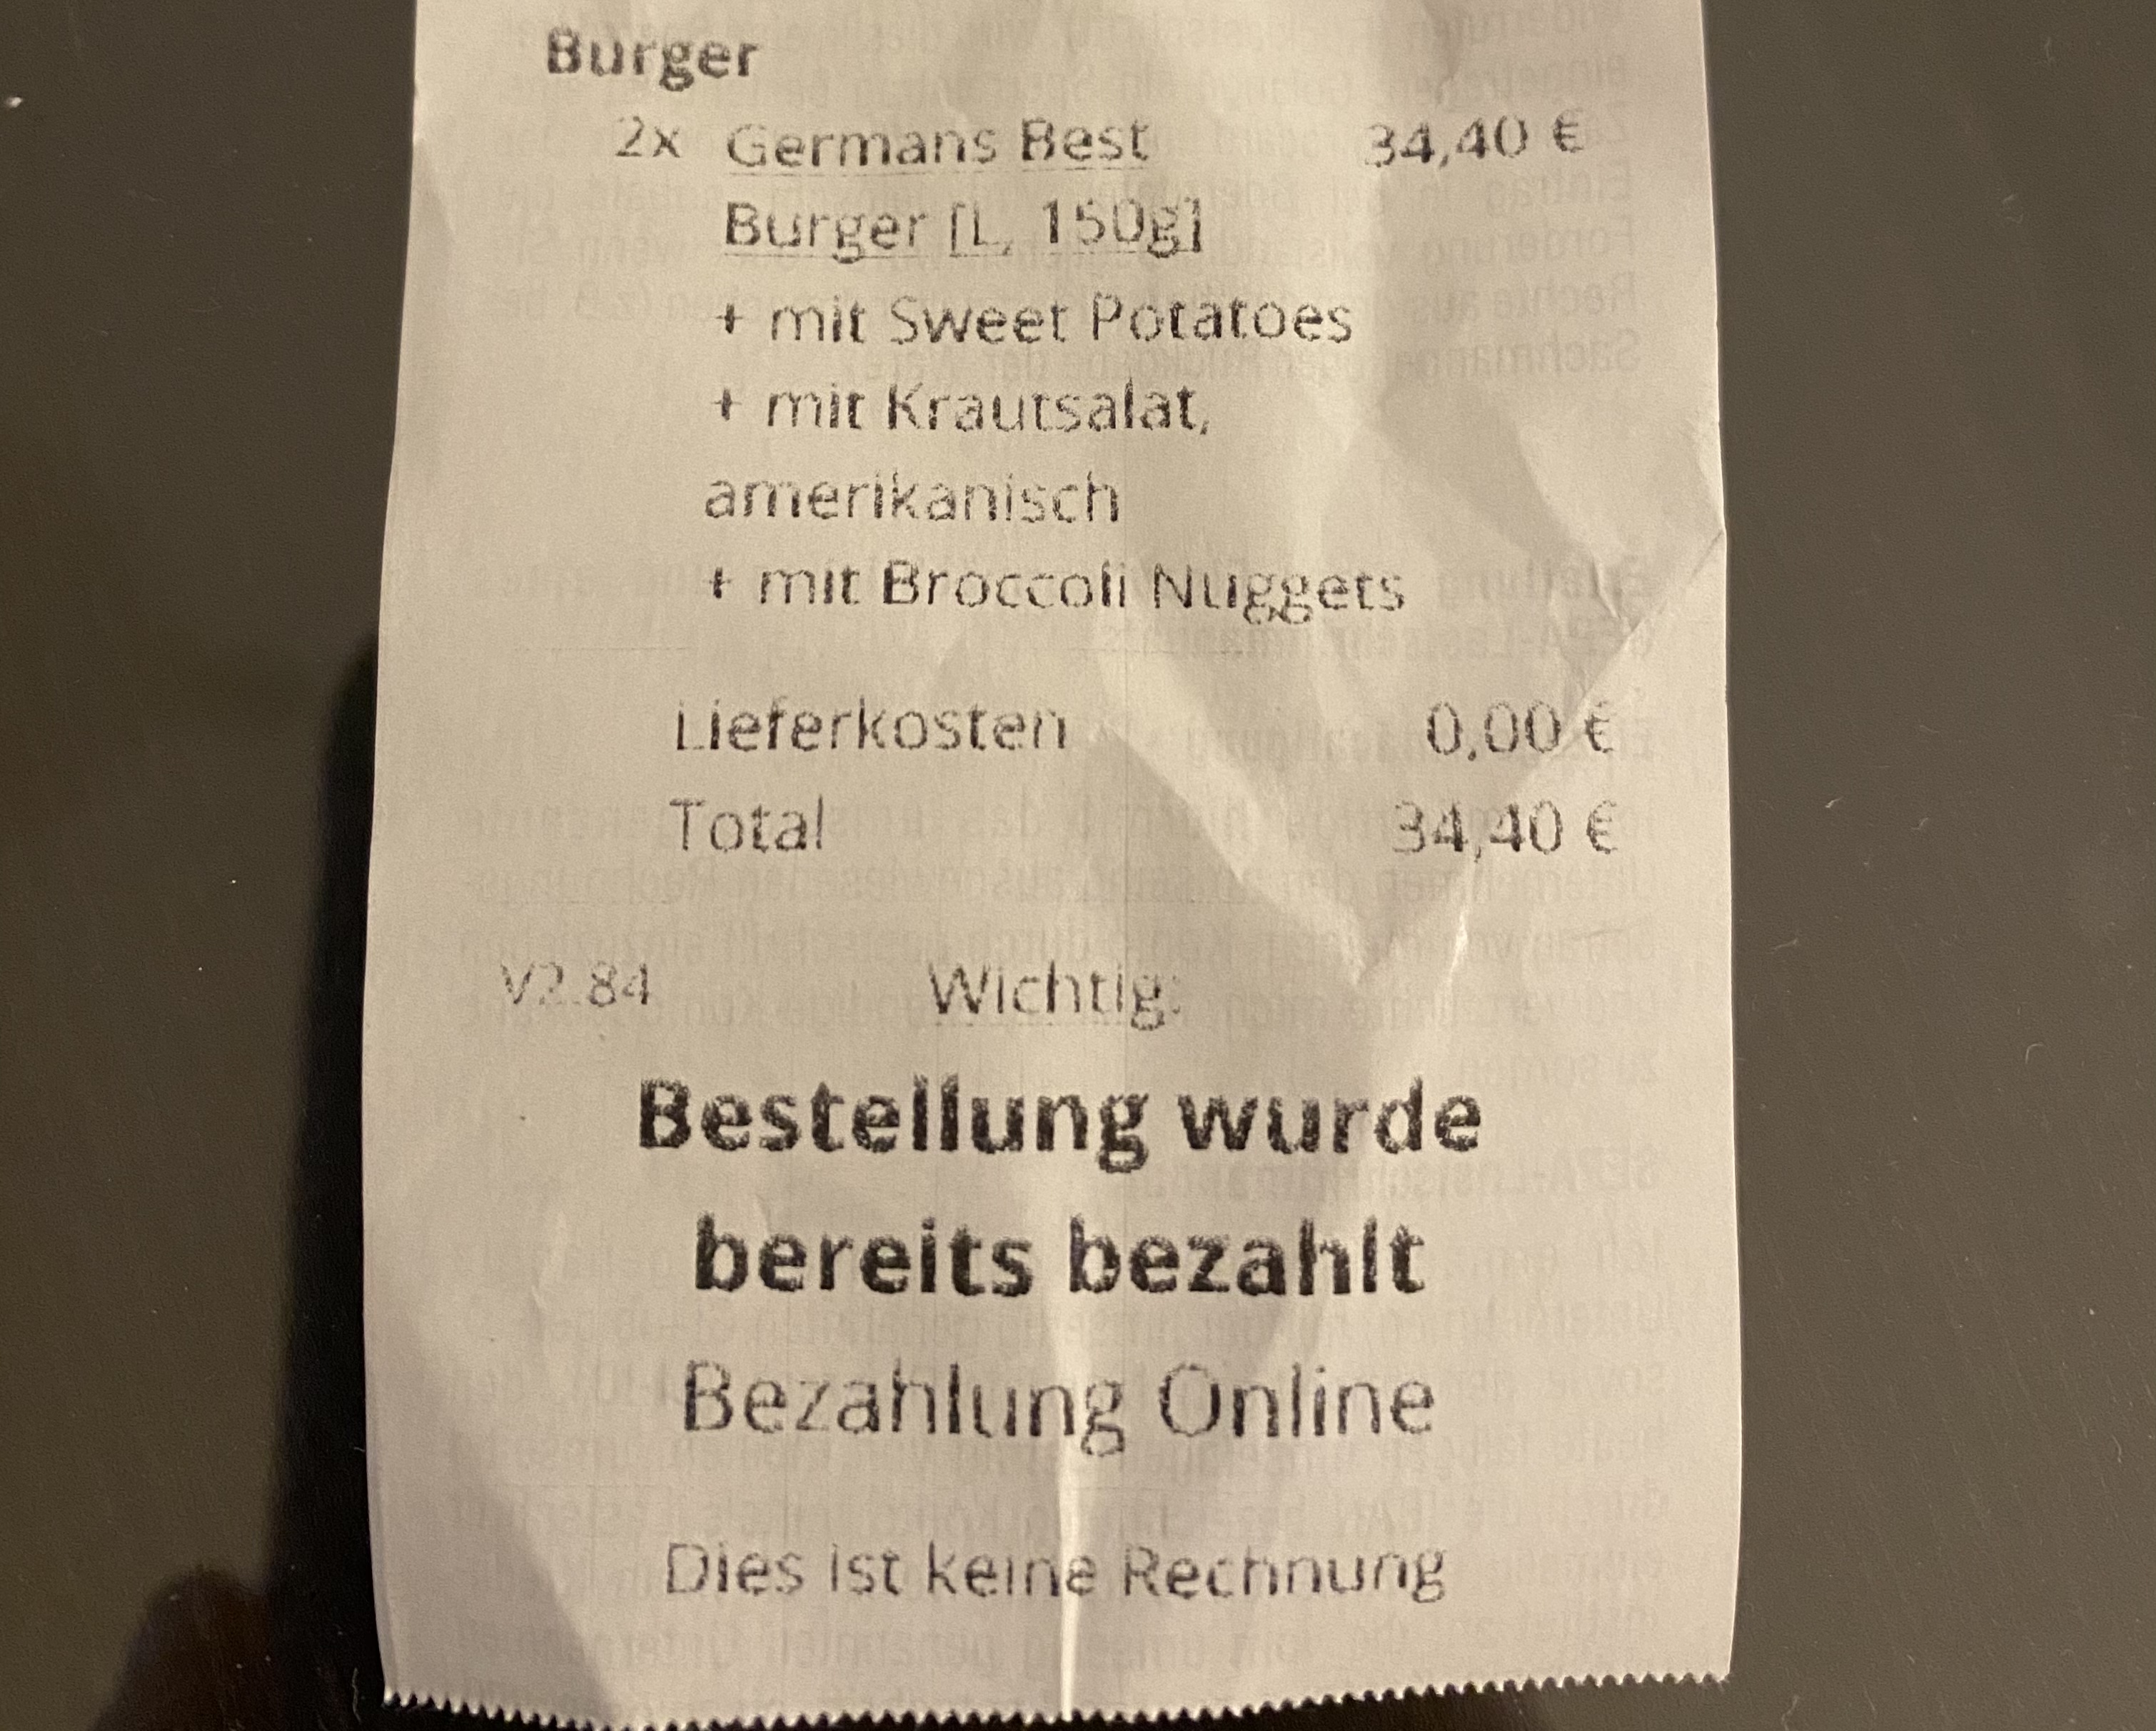 Burger
2x Germans Best 34,40 €
Burger [L, 150g]
+ mit Sweet Potatoes
+ mit Krautsalat,
amerikanisch
+ mit Broccoli Nuggets
Lieferkosten 0,00 €
Total 34,40 €
V2.84 Wichtig:
Bestellung wurde
bereits bezahlt
Bezahlung Online
Dies ist keine Rechnung